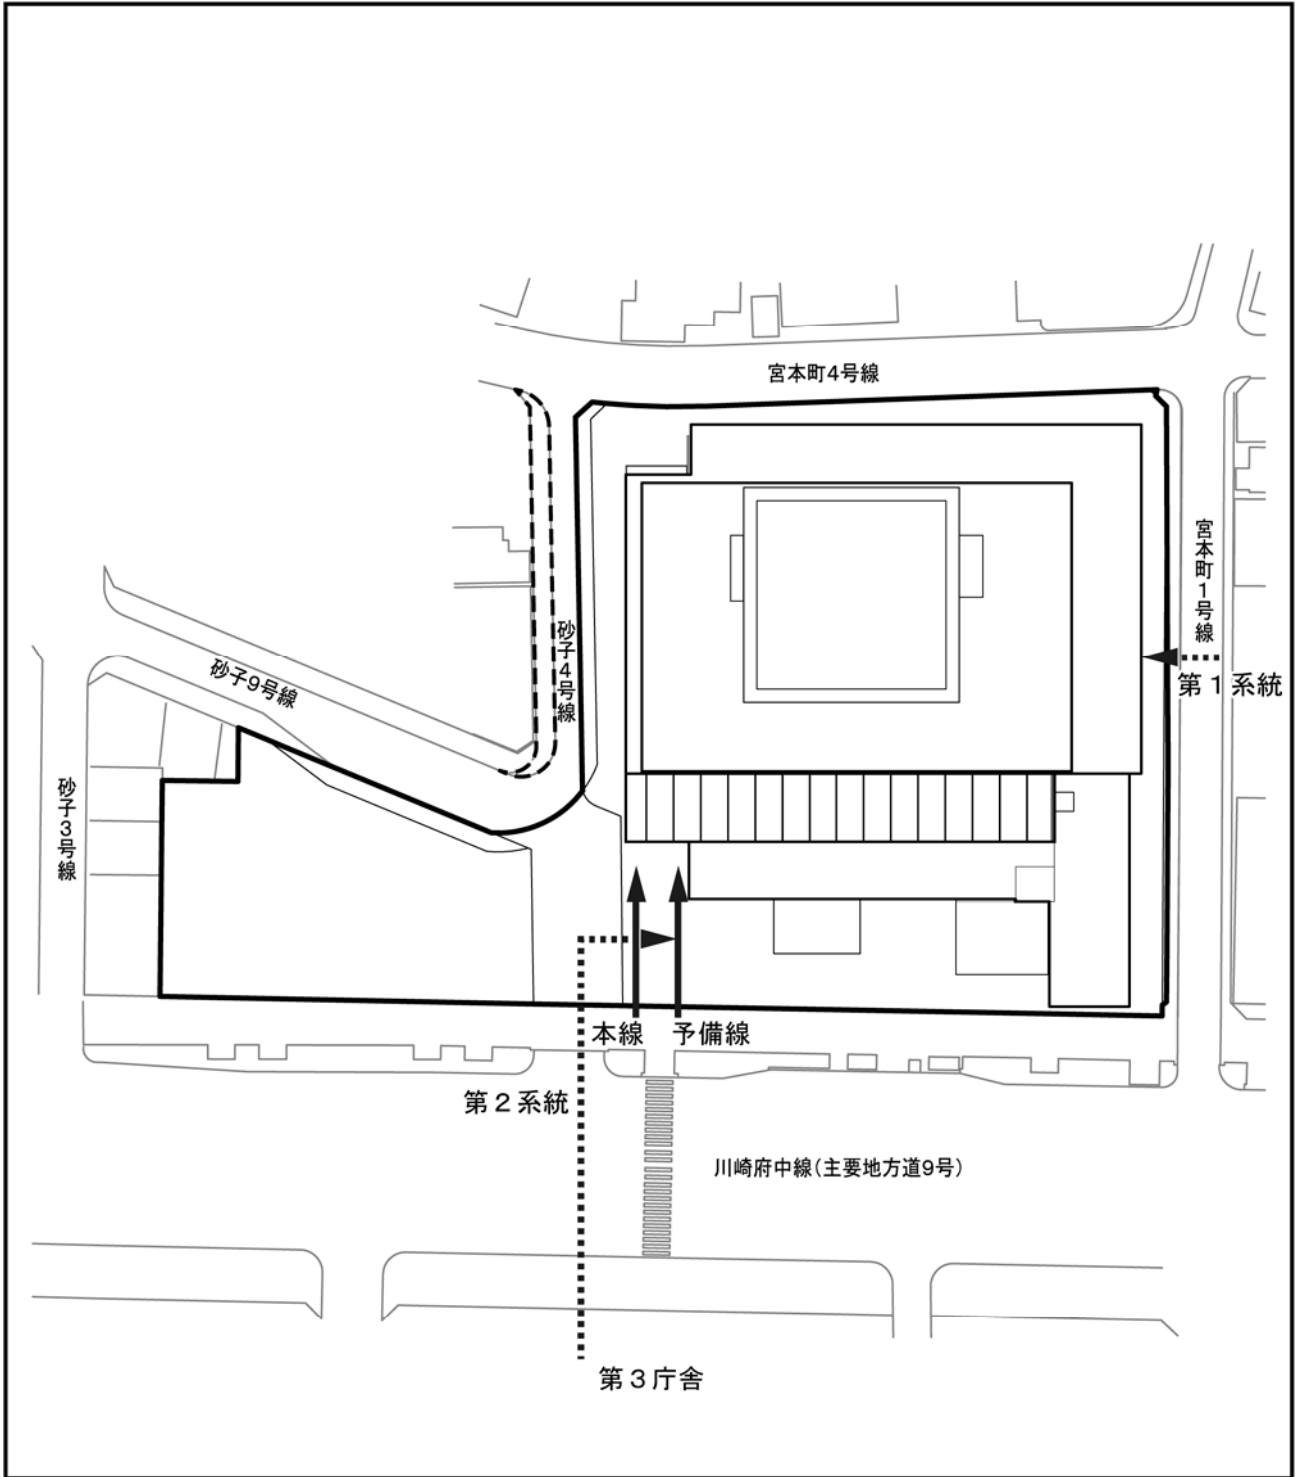 宮本町4号線
宮本町1号線
砂子4号線
砂子9号線
第１系統
砂子3号線
本線
予備線
第２系統
川崎府中線(主要地方道9号)
第３庁舎